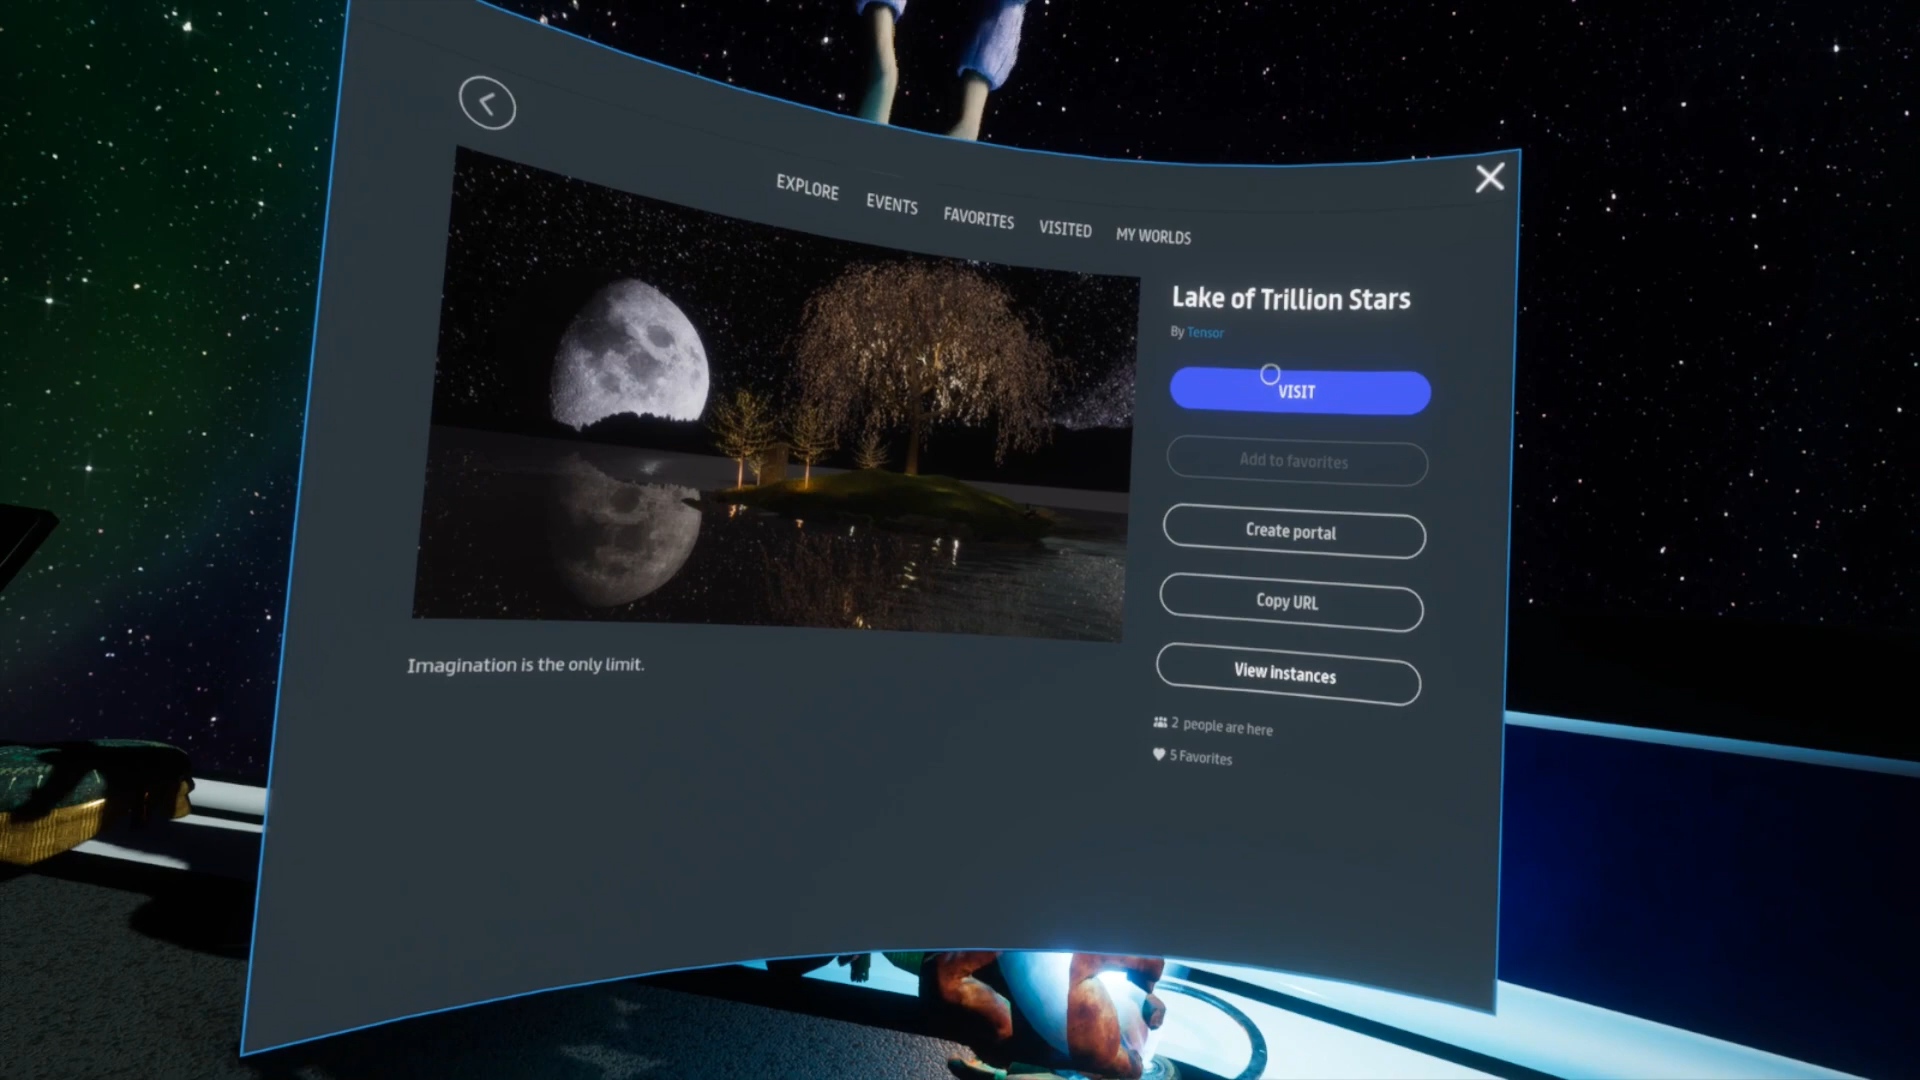 EXPLORE
EVENTS
FAVORITES
VISITED
MY WORLDS
Lake of Trillion Stars
By Tensor
VISIT
Add to favorites
Create portal
Copy URL
View instances
2 people are here
5 Favorites
Imagination is the only limit.